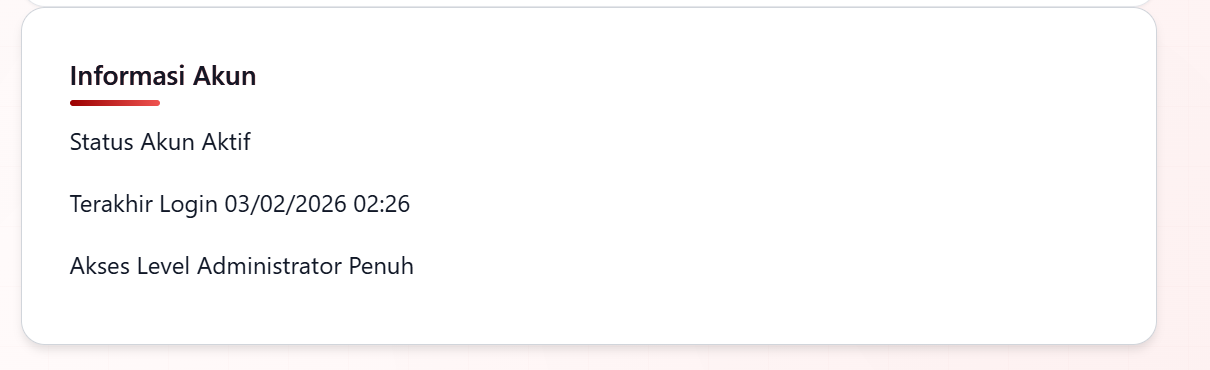 Informasi Akun
Status Akun Aktif
Terakhir Login 03/02/2026 02:26
Akses Level Administrator Penuh